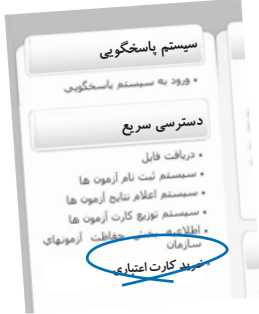 سیستم پاسخگویی
• ورود به سیستم پاسخگویی
دسترسی سریع
• دریافت فایل
• سیستم ثبت نام آزمون ها
• سیستم اعلام نتایج آزمون ها
• سیستم توزیع کارت آزمون ها
• اطلاعیه بخش حفاظت آزمونهای
سازمان
• خرید کارت اعتباری